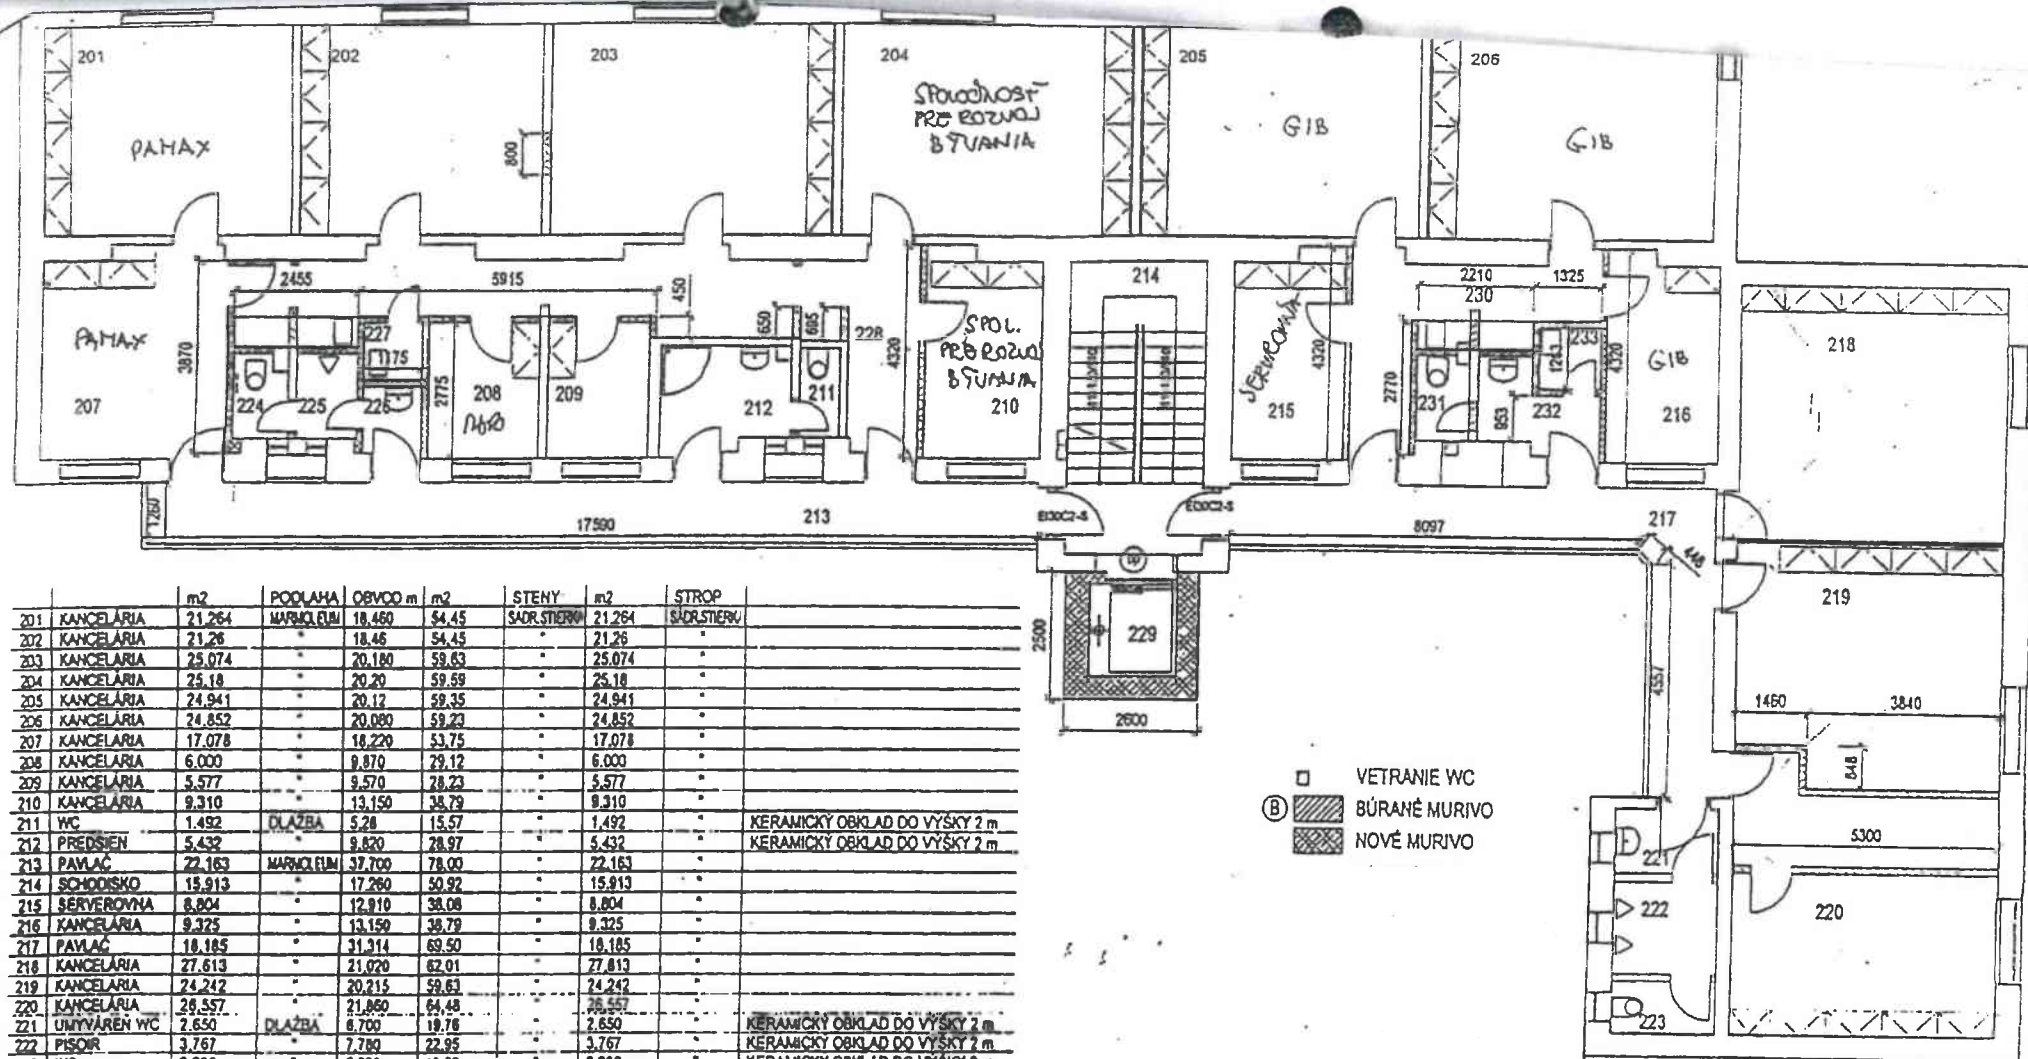 201
202
203
204
205
206
SPOLOČNOSŤ
PRE ROZVOJ
BÝVANIA
PAMAX
GIB
GIB
800
2455
5915
450
214
2210
1325
230
PAMAX
3870
227
1175
650
695
228
4320
SPOL.
PRE ROZVOJ
BÝVANIA
210
SERVEROVŇA
4320
215
2770
1243
233
4320
GIB
216
218
207
224
225
226
2775
208
209
212
211
231
953
232
1260
17590
213
EI30C2-S
EI30C2-S
8097
217
448
219
229
2500
2600
4557
1460
3840
848
5300
221
222
220
223
VETRANIE WC
B BÚRANÉ MURIVO
NOVÉ MURIVO
m2 PODLAHA OBVOD m m2 STENY m2 STROP
201 KANCELÁRIA 21,264 MARMOLEUM 18,460 54,45 SADR.STIERKA 21,264 SADR.STIERKA
202 KANCELÁRIA 21,26 " 18,46 54,45 " 21,26 "
203 KANCELÁRIA 25,074 " 20,180 59,63 " 25,074 "
204 KANCELÁRIA 25,18 " 20,20 59,59 " 25,18 "
205 KANCELÁRIA 24,941 " 20,12 59,35 " 24,941 "
206 KANCELÁRIA 24,852 " 20,080 59,23 " 24,852 "
207 KANCELÁRIA 17,078 " 18,220 53,75 " 17,078 "
208 KANCELÁRIA 6,000 " 9,870 29,12 " 6,000 "
209 KANCELÁRIA 5,577 " 9,570 28,23 " 5,577 "
210 KANCELÁRIA 9,310 " 13,150 38,79 " 9,310 "
211 WC 1,492 DLAŽBA 5,28 15,57 " 1,492 " KERAMICKÝ OBKLAD DO VÝŠKY 2 m
212 PREDSIEŇ 5,432 " 9,820 28,97 " 5,432 " KERAMICKÝ OBKLAD DO VÝŠKY 2 m
213 PAVLAČ 22,163 MARMOLEUM 37,700 78,00 " 22,163 "
214 SCHODISKO 15,913 " 17,260 50,92 " 15,913 "
215 SERVEROVŇA 8,804 " 12,910 38,08 " 8,804 "
216 KANCELÁRIA 9,325 " 13,150 38,79 " 9,325 "
217 PAVLAČ 18,185 " 31,314 69,50 " 18,185 "
218 KANCELÁRIA 27,613 " 21,020 62,01 " 27,613 "
219 KANCELÁRIA 24,242 " 20,215 59,63 " 24,242 "
220 KANCELÁRIA 26,557 " 21,860 64,48 " 26,557 "
221 UMYVÁREŇ WC 2,650 DLAŽBA 6,700 19,76 " 2,650 " KERAMICKÝ OBKLAD DO VÝŠKY 2 m
222 PISOIR 3,767 " 7,780 22,95 " 3,767 " KERAMICKÝ OBKLAD DO VÝŠKY 2 m